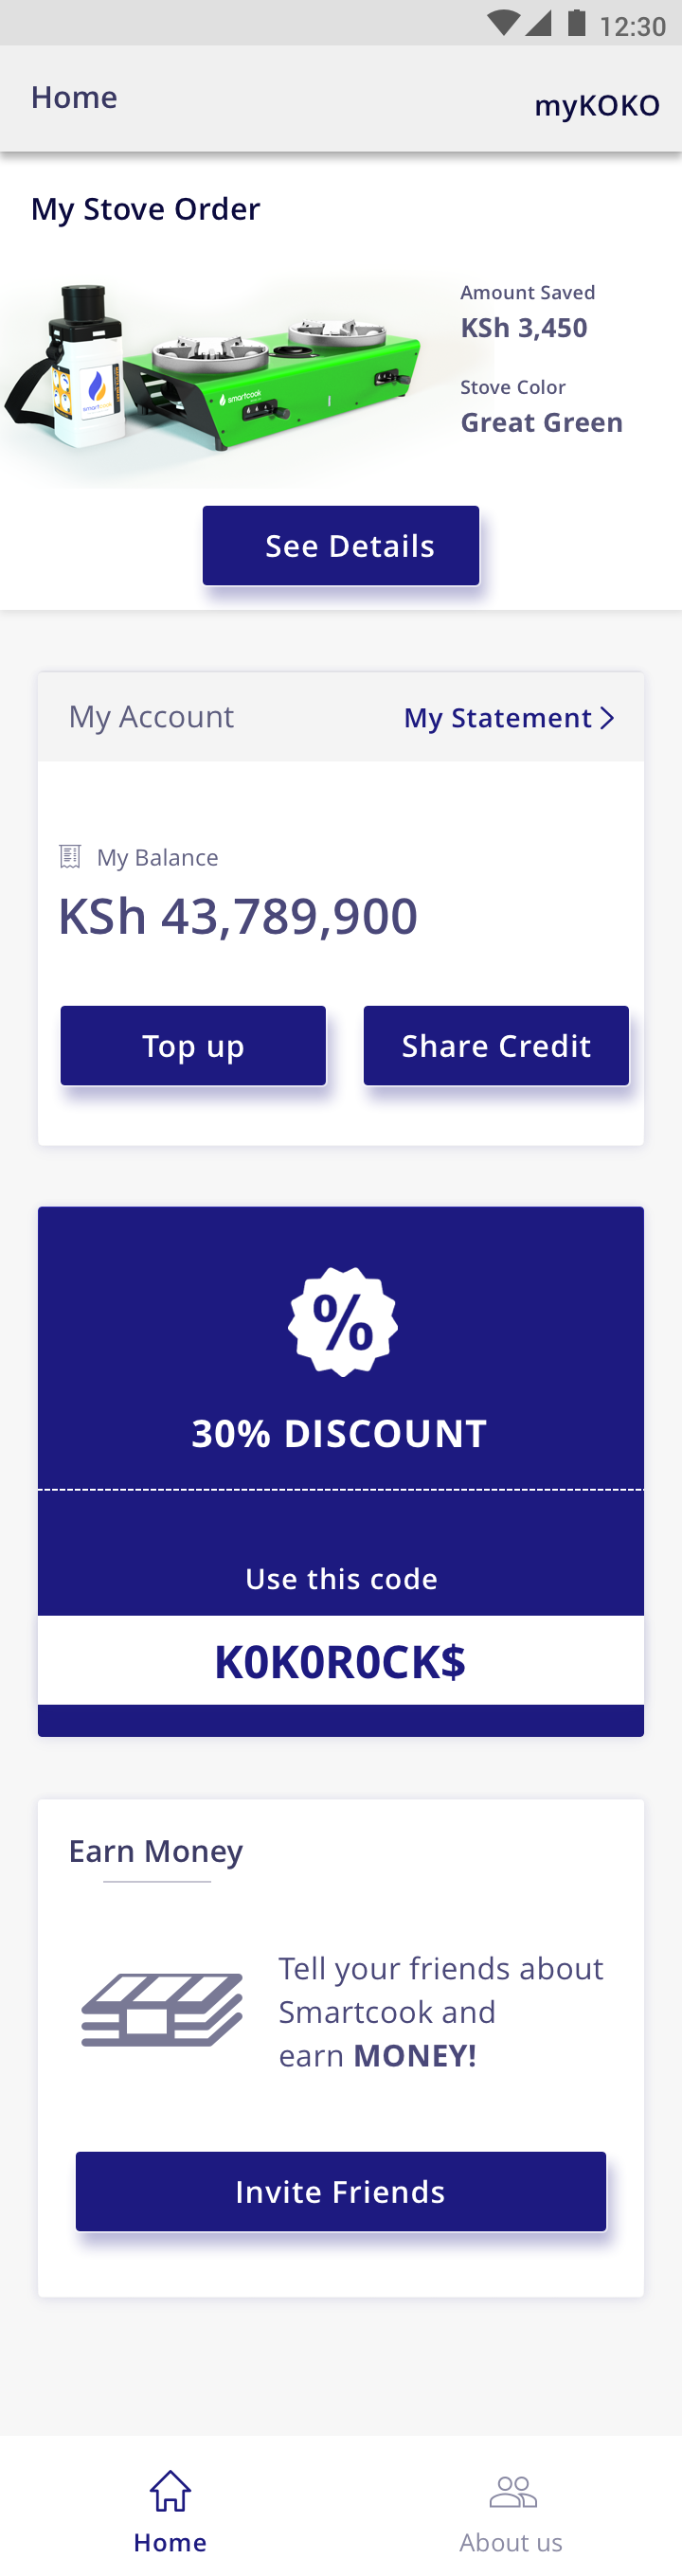 12:30
Home
myKOKO
My Stove Order
Amount Saved
KSh 3,450
Stove Color
Great Green
smartcook
smartcook
See Details
My Account
My Statement
My Balance
KSh 43,789,900
Top up
Share Credit
%
30% DISCOUNT
Use this code
K0K0R0CK$
Earn Money
Tell your friends about
Smartcook and
earn MONEY!
Invite Friends
Home
About us